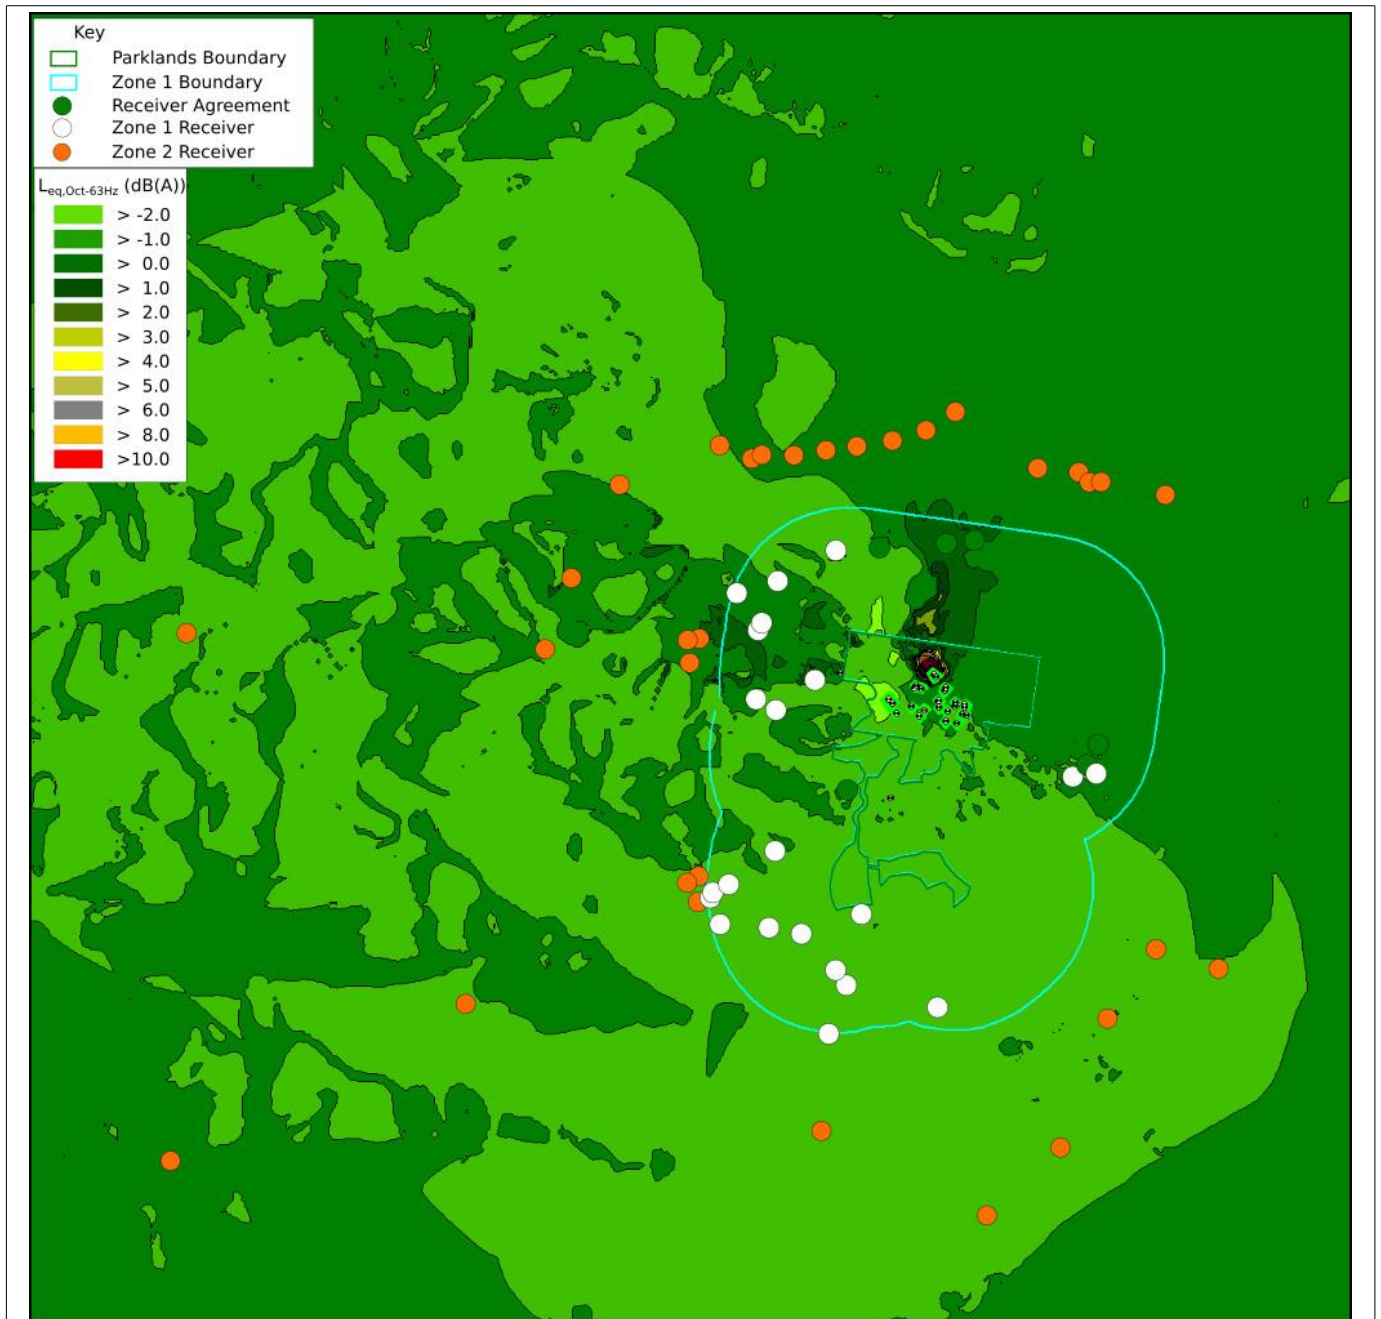 Key
Parklands Boundary
Zone 1 Boundary
Receiver Agreement
Zone 1 Receiver
Zone 2 Receiver
Leq,Oct-63Hz (dB(A))
> -2.0
> -1.0
> 0.0
> 1.0
> 2.0
> 3.0
> 4.0
> 5.0
> 6.0
> 8.0
>10.0